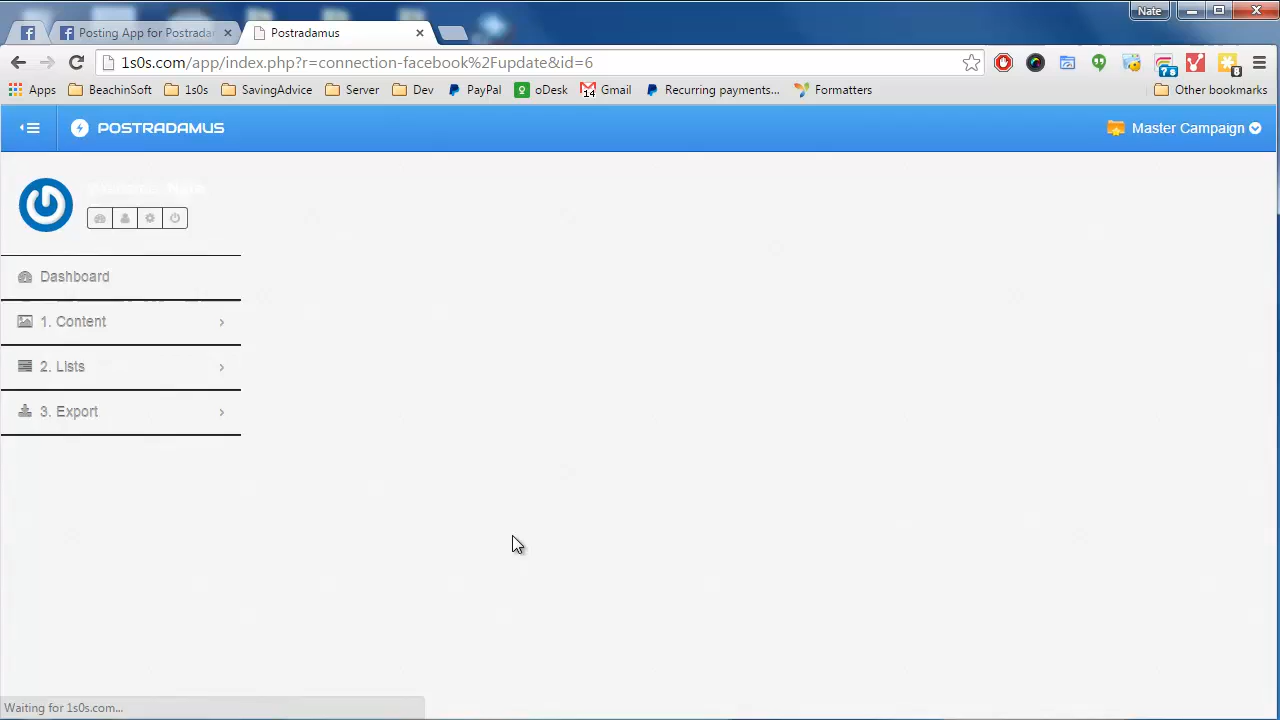 Nate
Posting App for Postrada
Postradamus
1s0s.com/app/index.php?r=connection-facebook%2Fupdate&id=6
Apps BeachinSoft 1s0s SavingAdvice Server Dev PayPal oDesk 14 Gmail Recurring payments... Formatters Other bookmarks
POSTRADAMUS
Master Campaign
Dashboard
1. Content
2. Lists
3. Export
Waiting for 1s0s.com...